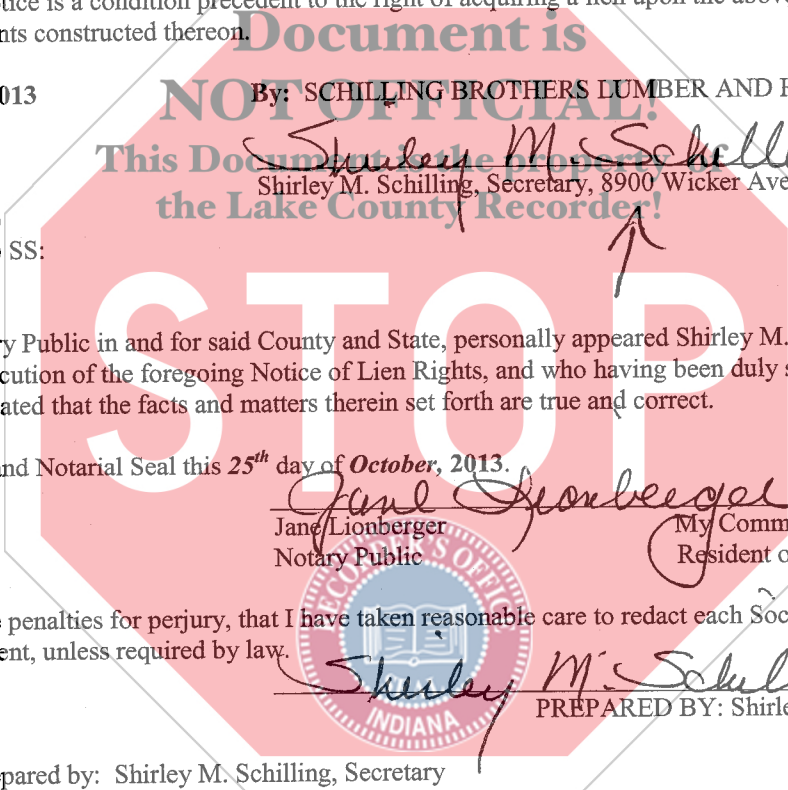 tice is a condition precedent to the right of acquiring a lien upon the above
nts constructed thereon.
Document is
NOT OFFICIAL!
This Document is the property of
the Lake County Recorder!
STOP
013
By: SCHILLING BROTHERS LUMBER AND
Shirley M. Schilli
Shirley M. Schilling, Secretary, 8900 Wicker Ave
SS:
y Public in and for said County and State, personally appeared Shirley M.
cution of the foregoing Notice of Lien Rights, and who having been duly s
ated that the facts and matters therein set forth are true and correct.
nd Notarial Seal this 25th day of October, 2013.
Jane Lionberger
Jane Lionberger
My Comm
Notary Public
Resident o
RECORDER'S OFFICE
INDIANA
penalties for perjury, that I have taken reasonable care to redact each Soc
ent, unless required by law.
Shirley M. Schil
PREPARED BY: Shirle
epared by: Shirley M. Schilling, Secretary